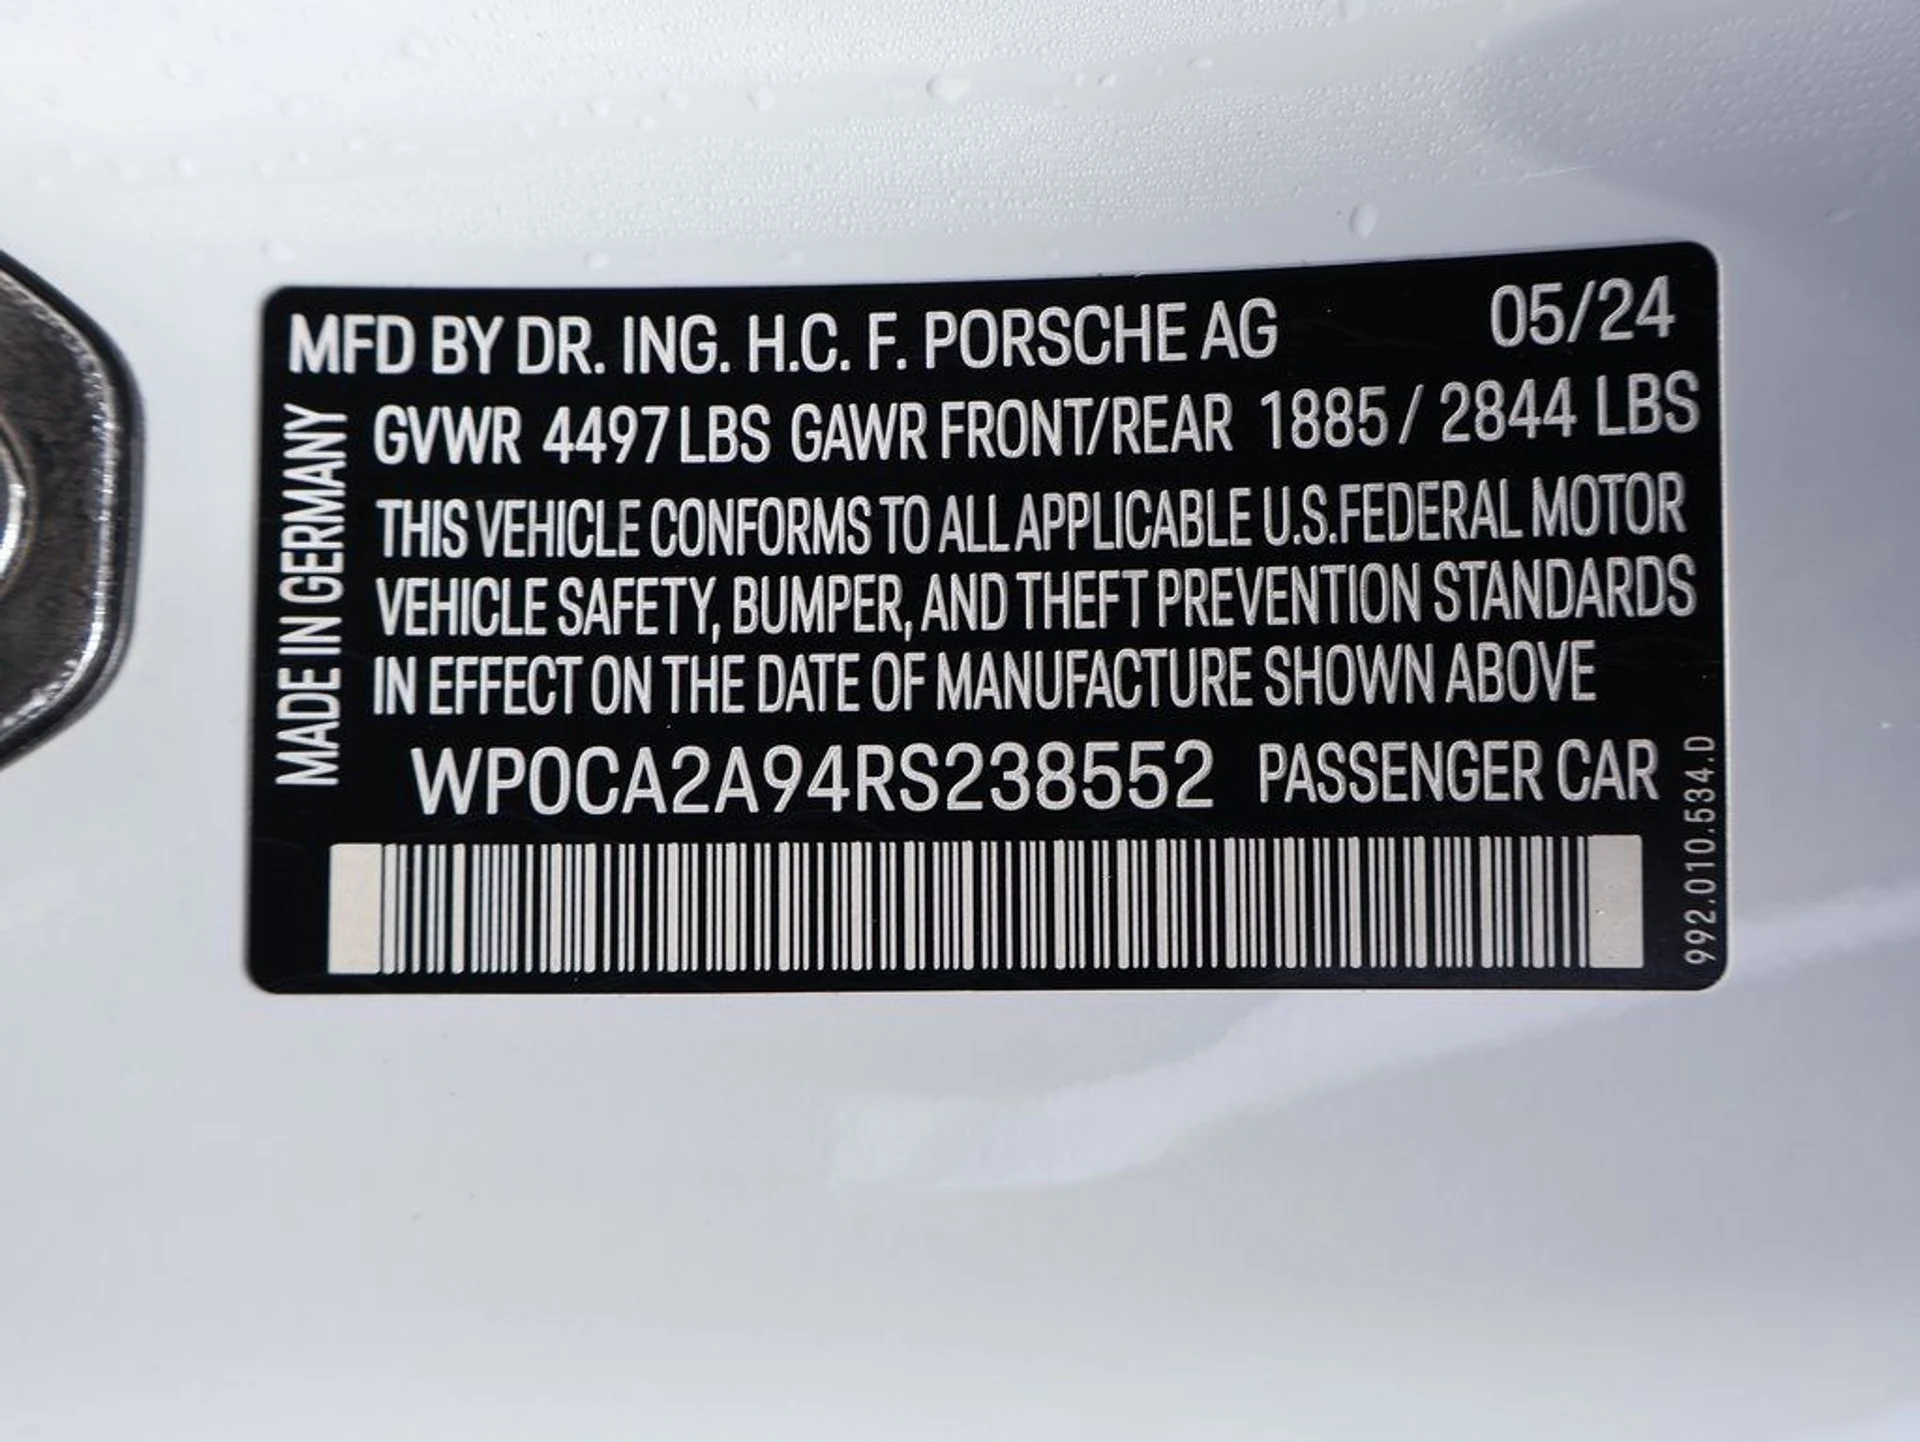 MFD BY DR. ING. H.C. F. PORSCHE AG 05/24
GVWR 4497 LBS GAWR FRONT/REAR 1885 / 2844 LBS
THIS VEHICLE CONFORMS TO ALL APPLICABLE U.S.FEDERAL MOTOR
VEHICLE SAFETY, BUMPER, AND THEFT PREVENTION STANDARDS
IN EFFECT ON THE DATE OF MANUFACTURE SHOWN ABOVE
WP0CA2A94RS238552 PASSENGER CAR
MADE IN GERMANY
992.010.534.D